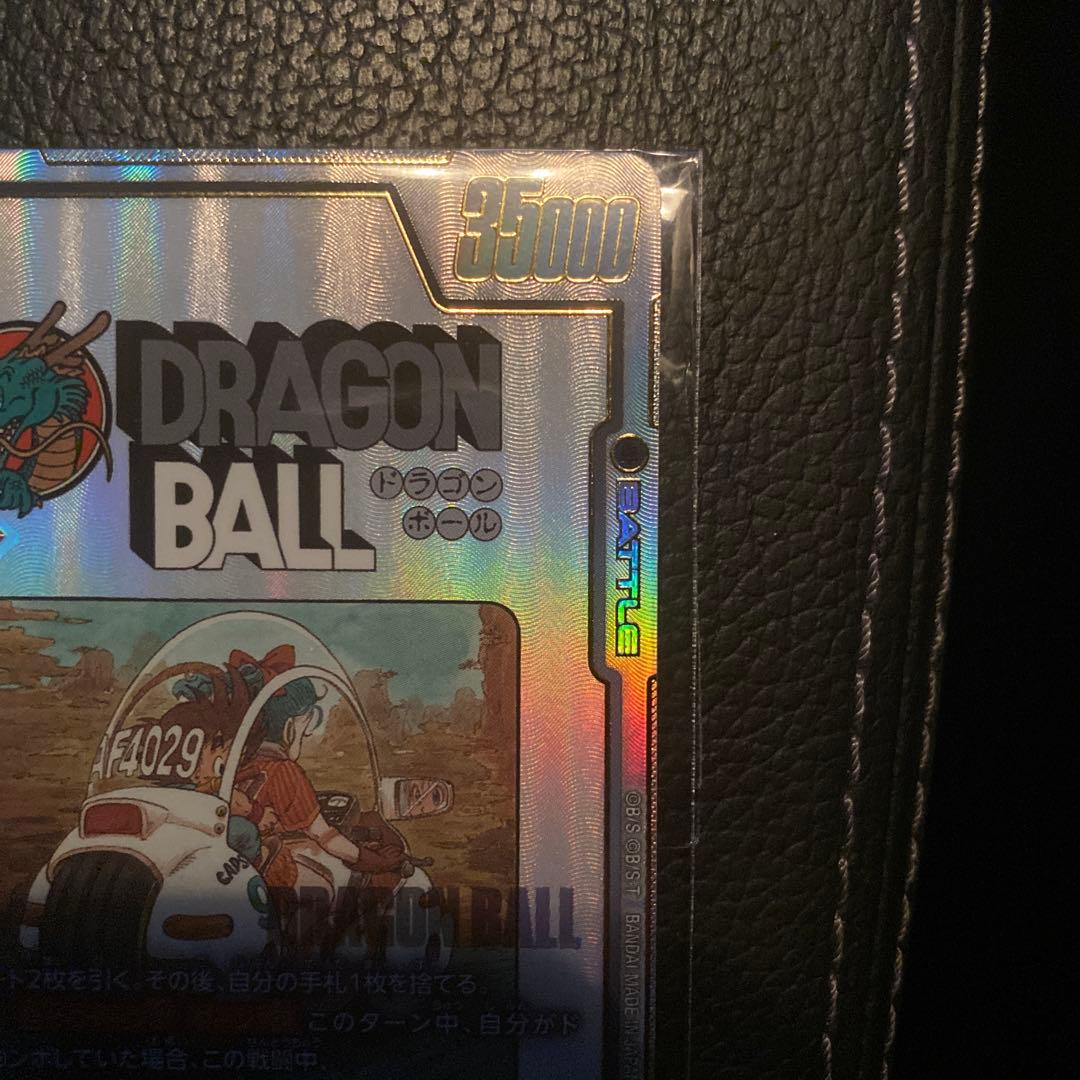 35000
DRAGON
BALL
ドラゴン
ボール
BATTLE
AF4029
CAPS
9
DRAGON BALL
ト2枚を引く。その後、自分の手札1枚を捨てる。
このターン中、自分がド
ンボしていた場合、この戦闘中、
©B/S ©B/S・T / BANDAI MADE IN JAPAN